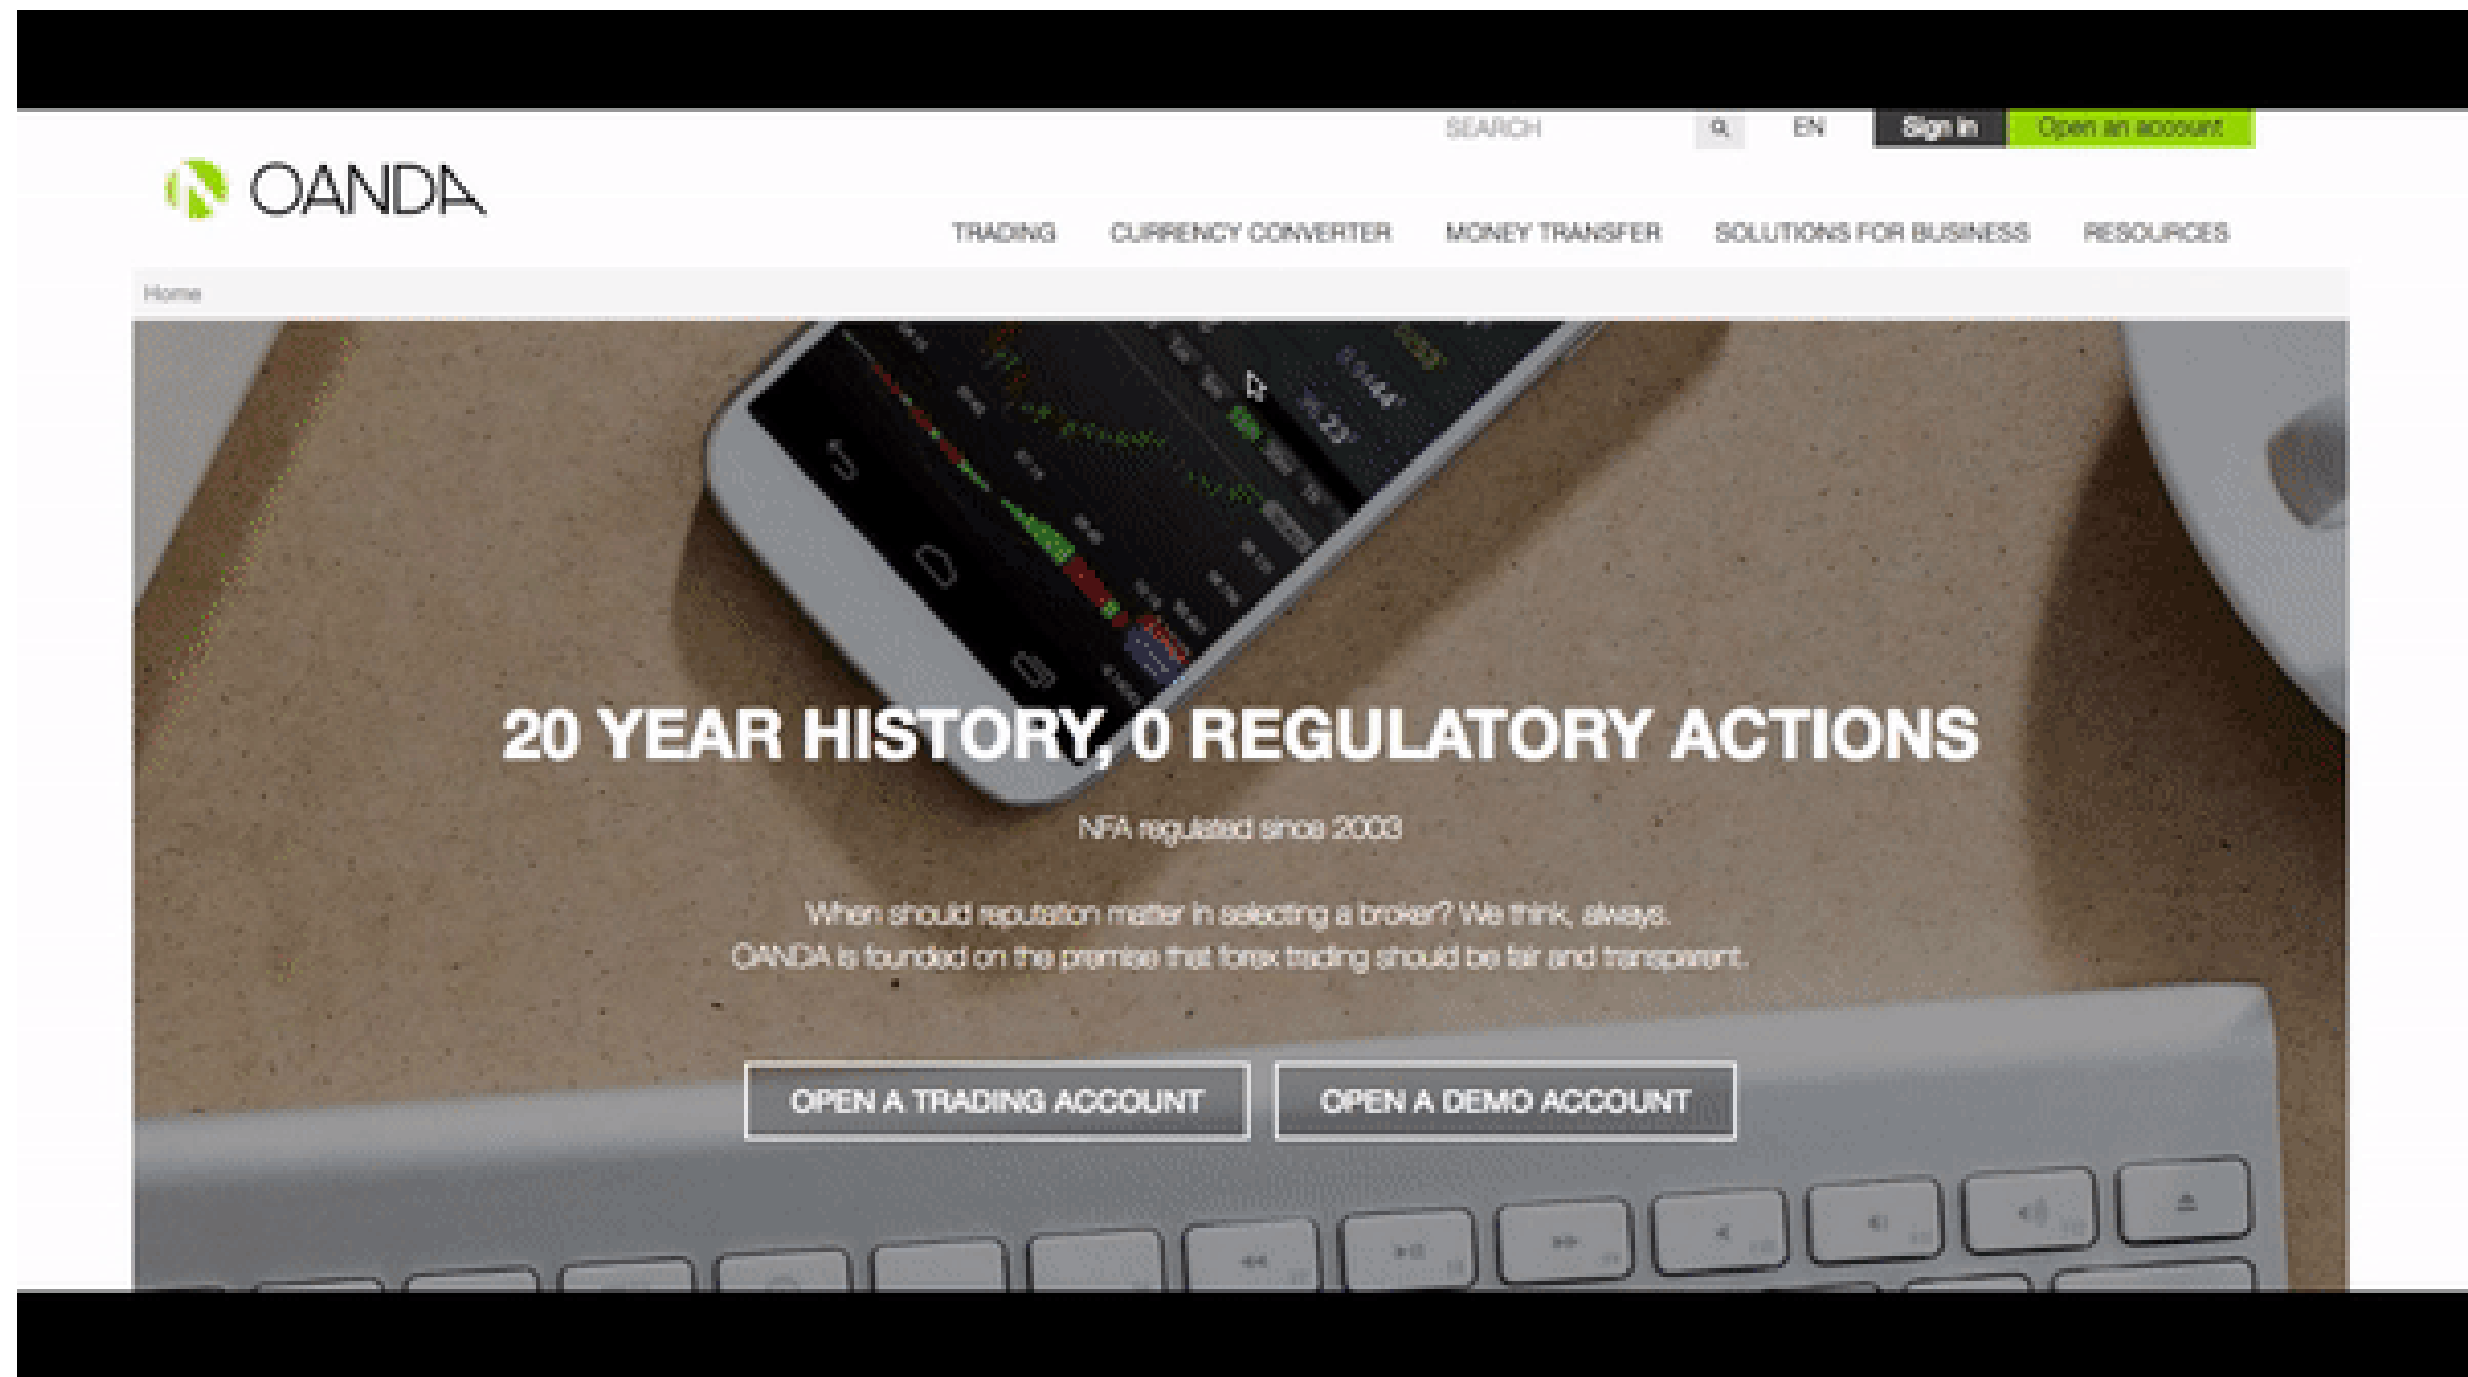 SEARCH EN Sign in Open an account
OANDA
TRADING CURRENCY CONVERTER MONEY TRANSFER SOLUTIONS FOR BUSINESS RESOURCES
Home
20 YEAR HISTORY, 0 REGULATORY ACTIONS
NFA regulated since 2003
When should reputation matter in selecting a broker? We think, always.
OANDA is founded on the premise that forex trading should be fair and transparent.
OPEN A TRADING ACCOUNT OPEN A DEMO ACCOUNT